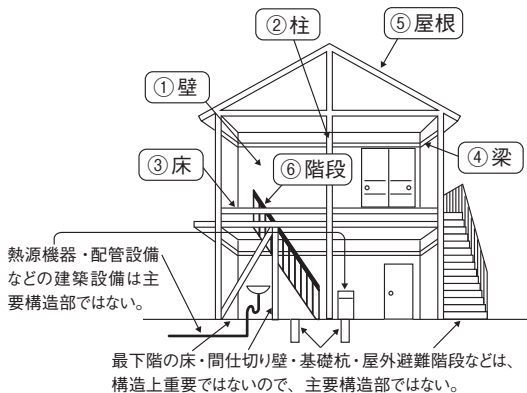 ②柱
⑤屋根
①壁
③床
⑥階段
④梁
熱源機器・配管設備
などの建築設備は主
要構造部ではない。
最下階の床・間仕切り壁・基礎杭・屋外避難階段などは、
構造上重要ではないので、主要構造部ではない。